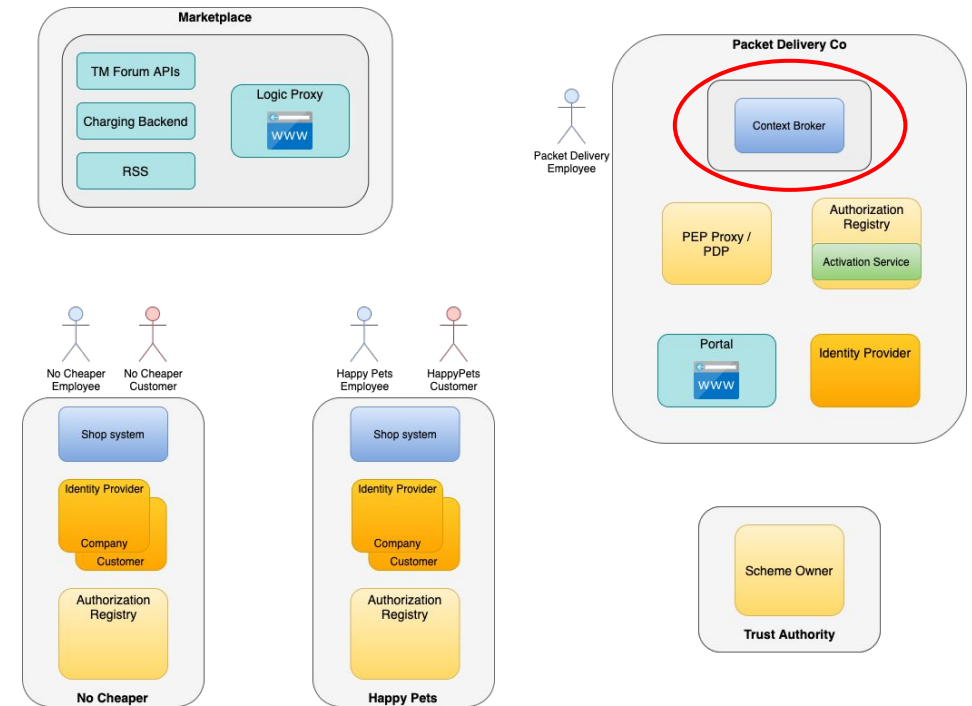 Marketplace
TM Forum APIs
Charging Backend
RSS
Logic Proxy
WWW
Packet Delivery
Employee
Packet Delivery Co
Context Broker
PEP Proxy /
PDP
Authorization
Registry
Activation Service
Portal
WWW
Identity Provider
No Cheaper
Employee
No Cheaper
Customer
Shop system
Identity Provider
Company
Customer
Authorization
Registry
No Cheaper
Happy Pets
Employee
HappyPets
Customer
Shop system
Identity Provider
Company
Customer
Authorization
Registry
Happy Pets
Scheme Owner
Trust Authority